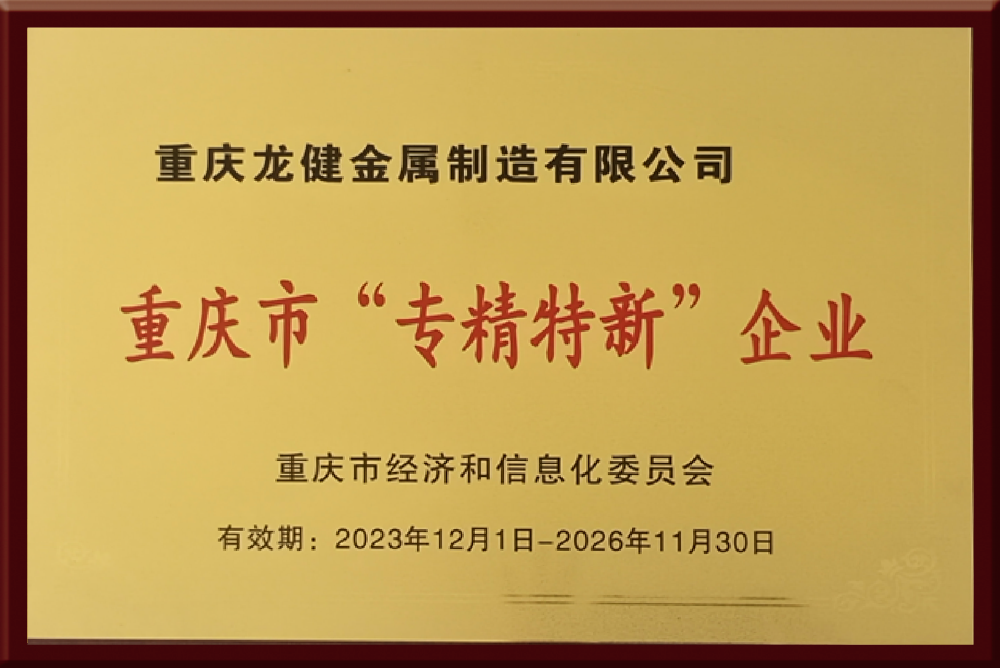 重庆龙健金属制造有限公司
重庆市“专精特新”企业
重庆市经济和信息化委员会
有效期：2023年12月1日-2026年11月30日